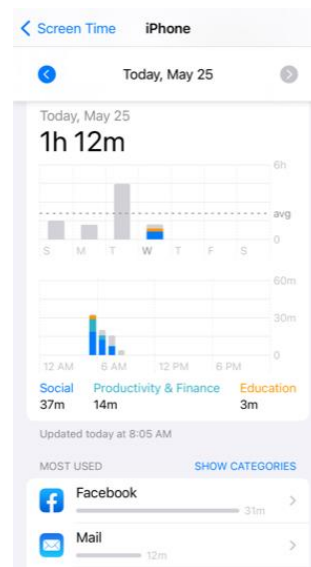 Screen Time iPhone
Today, May 25
Today, May 25
1h 12m
6h
avg
0
S M T W T F S
60m
30m
0
12 AM 6 AM 12 PM 6 PM
Social Productivity & Finance Education
37m 14m 3m
Updated today at 8:05 AM
MOST USED SHOW CATEGORIES
Facebook
31m
Mail
12m